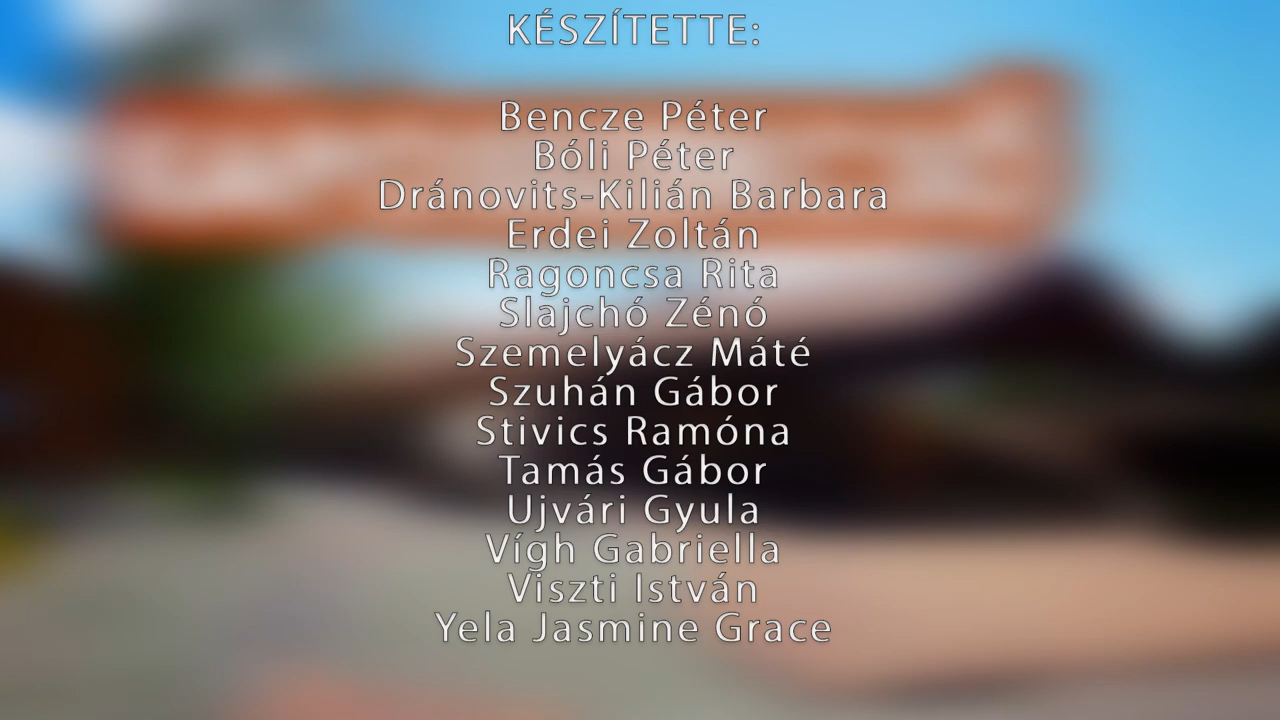 KÉSZÍTETTE:
Bencze Péter
Bóli Péter
Dránovits-Kilián Barbara
Erdei Zoltán
Ragoncsa Rita
Slajchó Zénó
Szemelyácz Máté
Szuhán Gábor
Stivics Ramóna
Tamás Gábor
Ujvári Gyula
Vígh Gabriella
Viszti István
Yela Jasmine Grace